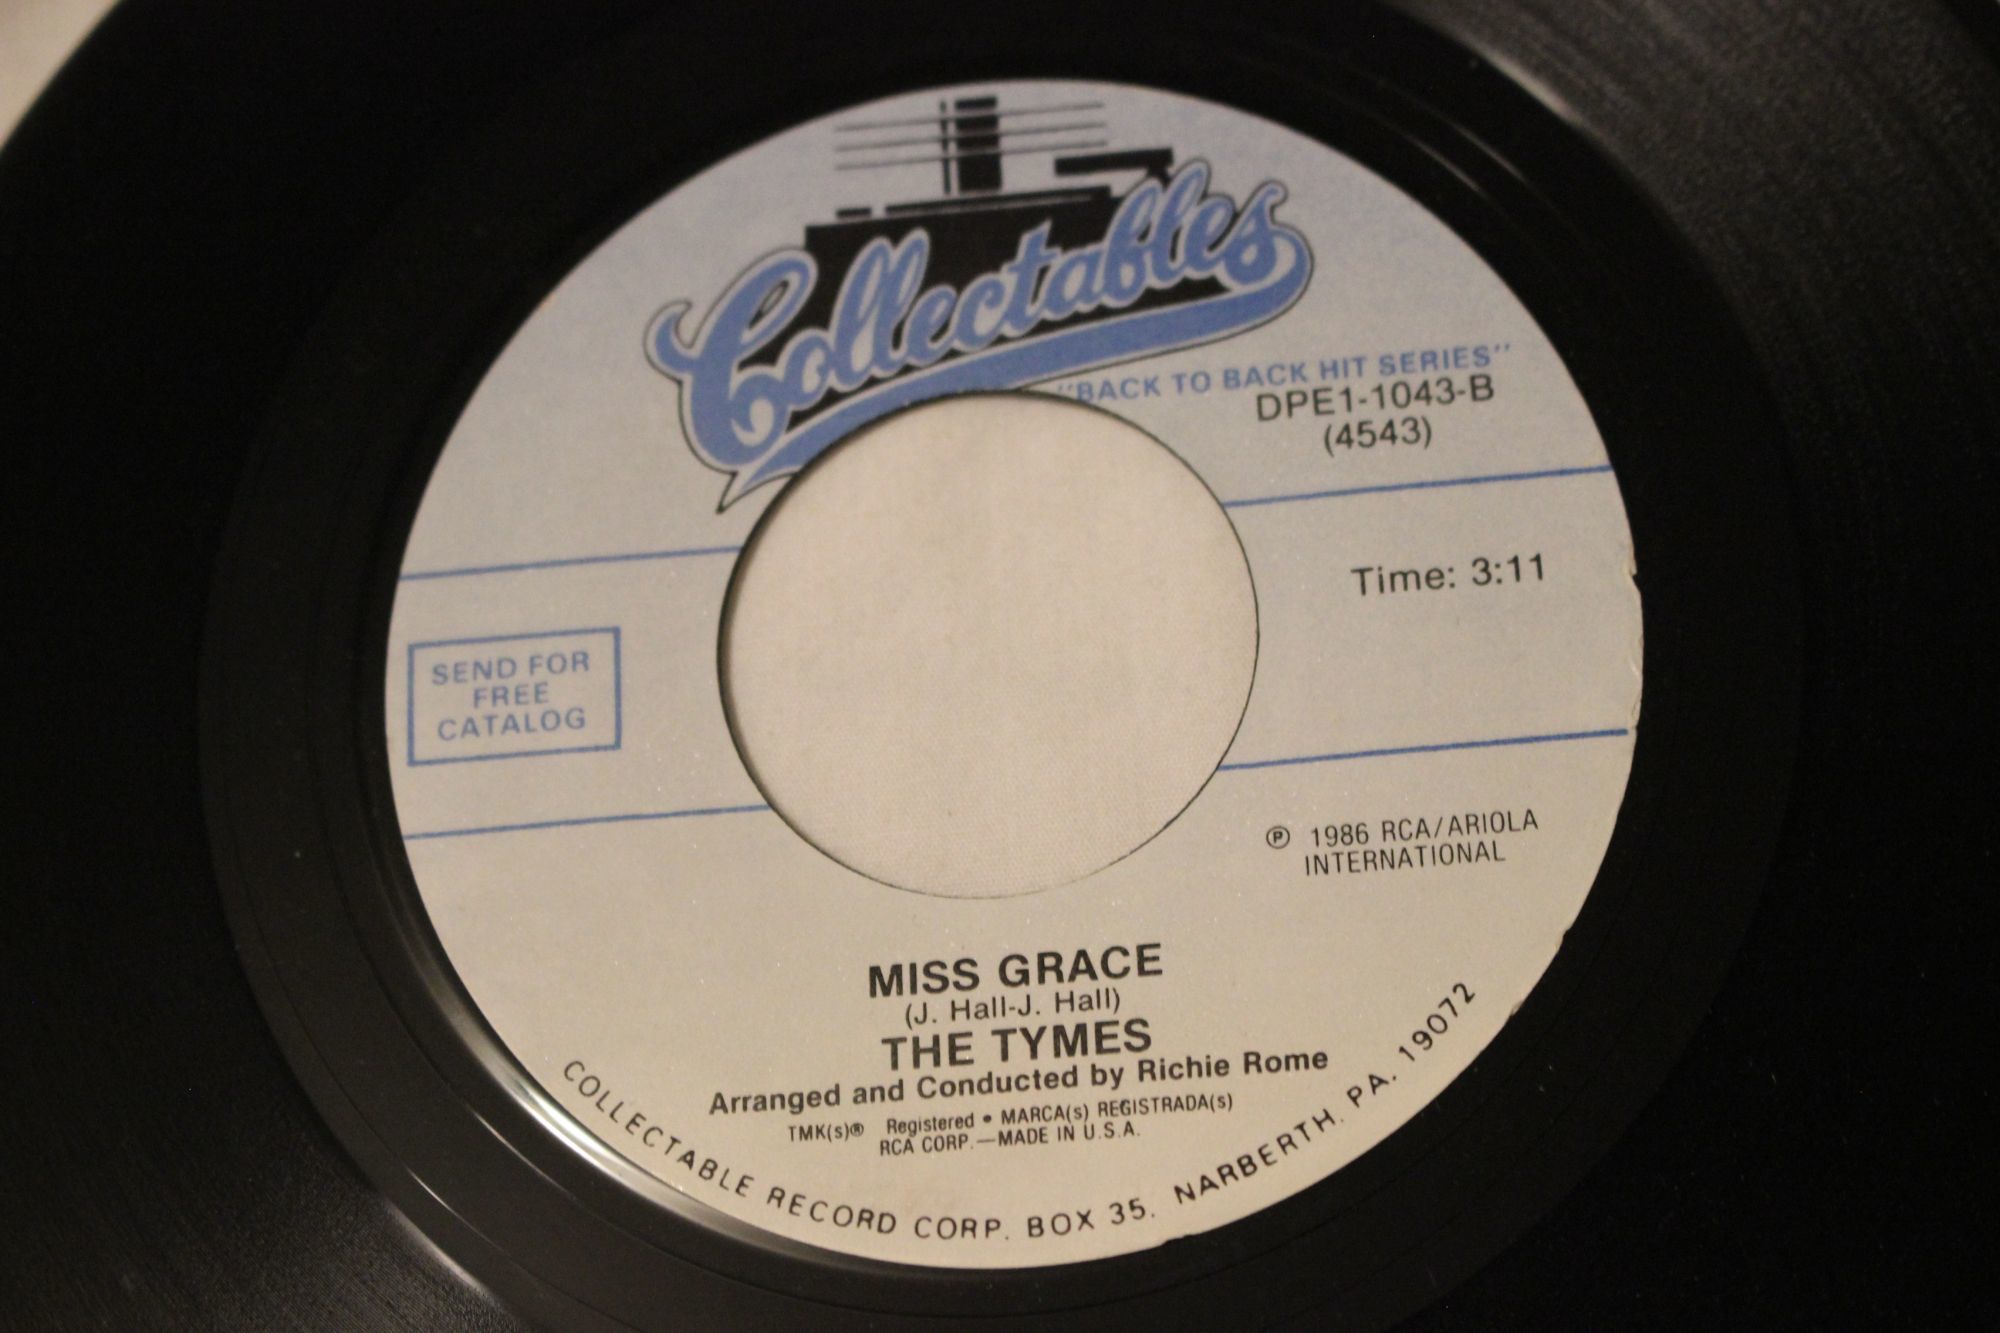 Collectables
"BACK TO BACK HIT SERIES"
DPE1-1043-B
(4543)
Time: 3:11
SEND FOR
FREE
CATALOG
℗ 1986 RCA/ARIOLA
INTERNATIONAL
MISS GRACE
(J. Hall-J. Hall)
THE TYMES
Arranged and Conducted by Richie Rome
TMK(s)® Registered • MARCA(s) REGISTRADA(s)
RCA CORP.—MADE IN U.S.A.
COLLECTABLE RECORD CORP. BOX 35. NARBERTH. PA. 19072